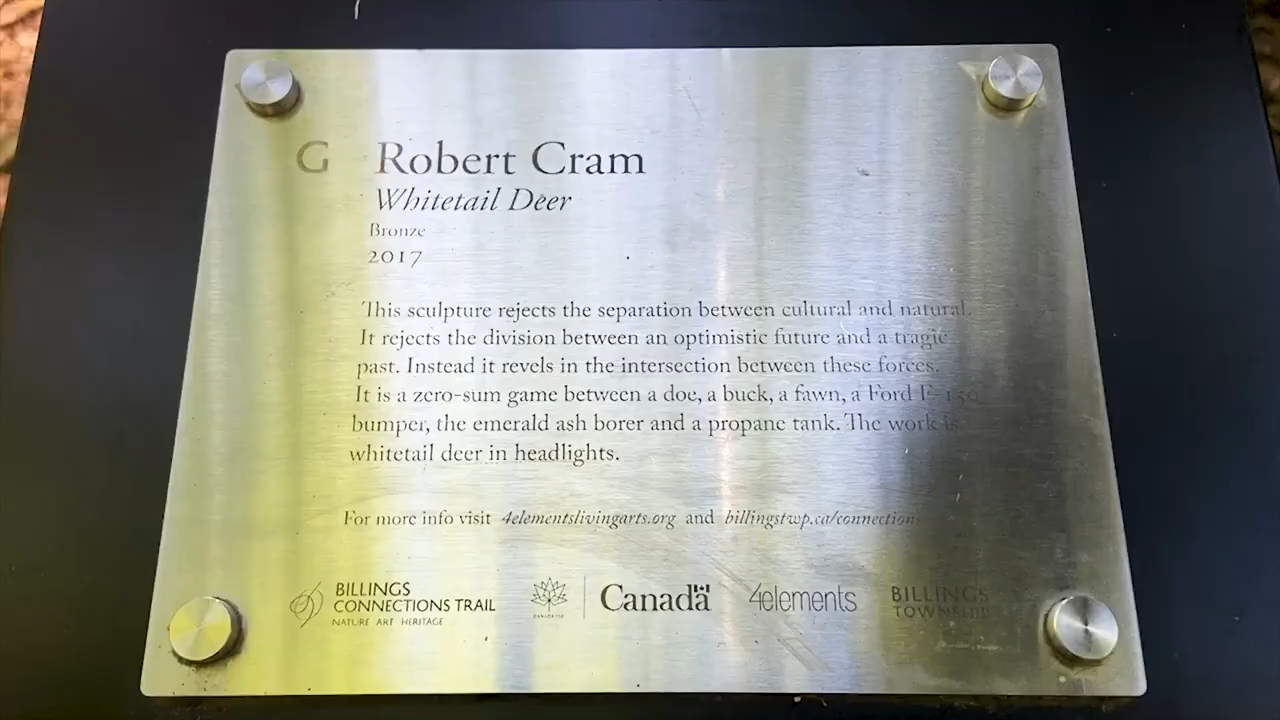 G Robert Cram
Whitetail Deer
Bronze
2017
This sculpture rejects the separation between cultural and natural.
It rejects the division between an optimistic future and a tragic
past. Instead it revels in the intersection between these forces.
It is a zero-sum game between a doe, a buck, a fawn, a Ford F-150
bumper, the emerald ash borer and a propane tank. The work is
whitetail deer in headlights.
For more info visit 4elementslivingarts.org and billingstwp.ca/connections
BILLINGS
CONNECTIONS TRAIL
NATURE ART HERITAGE
CANADA 150
Canada
4elements
BILLINGS
TOWNSHIP